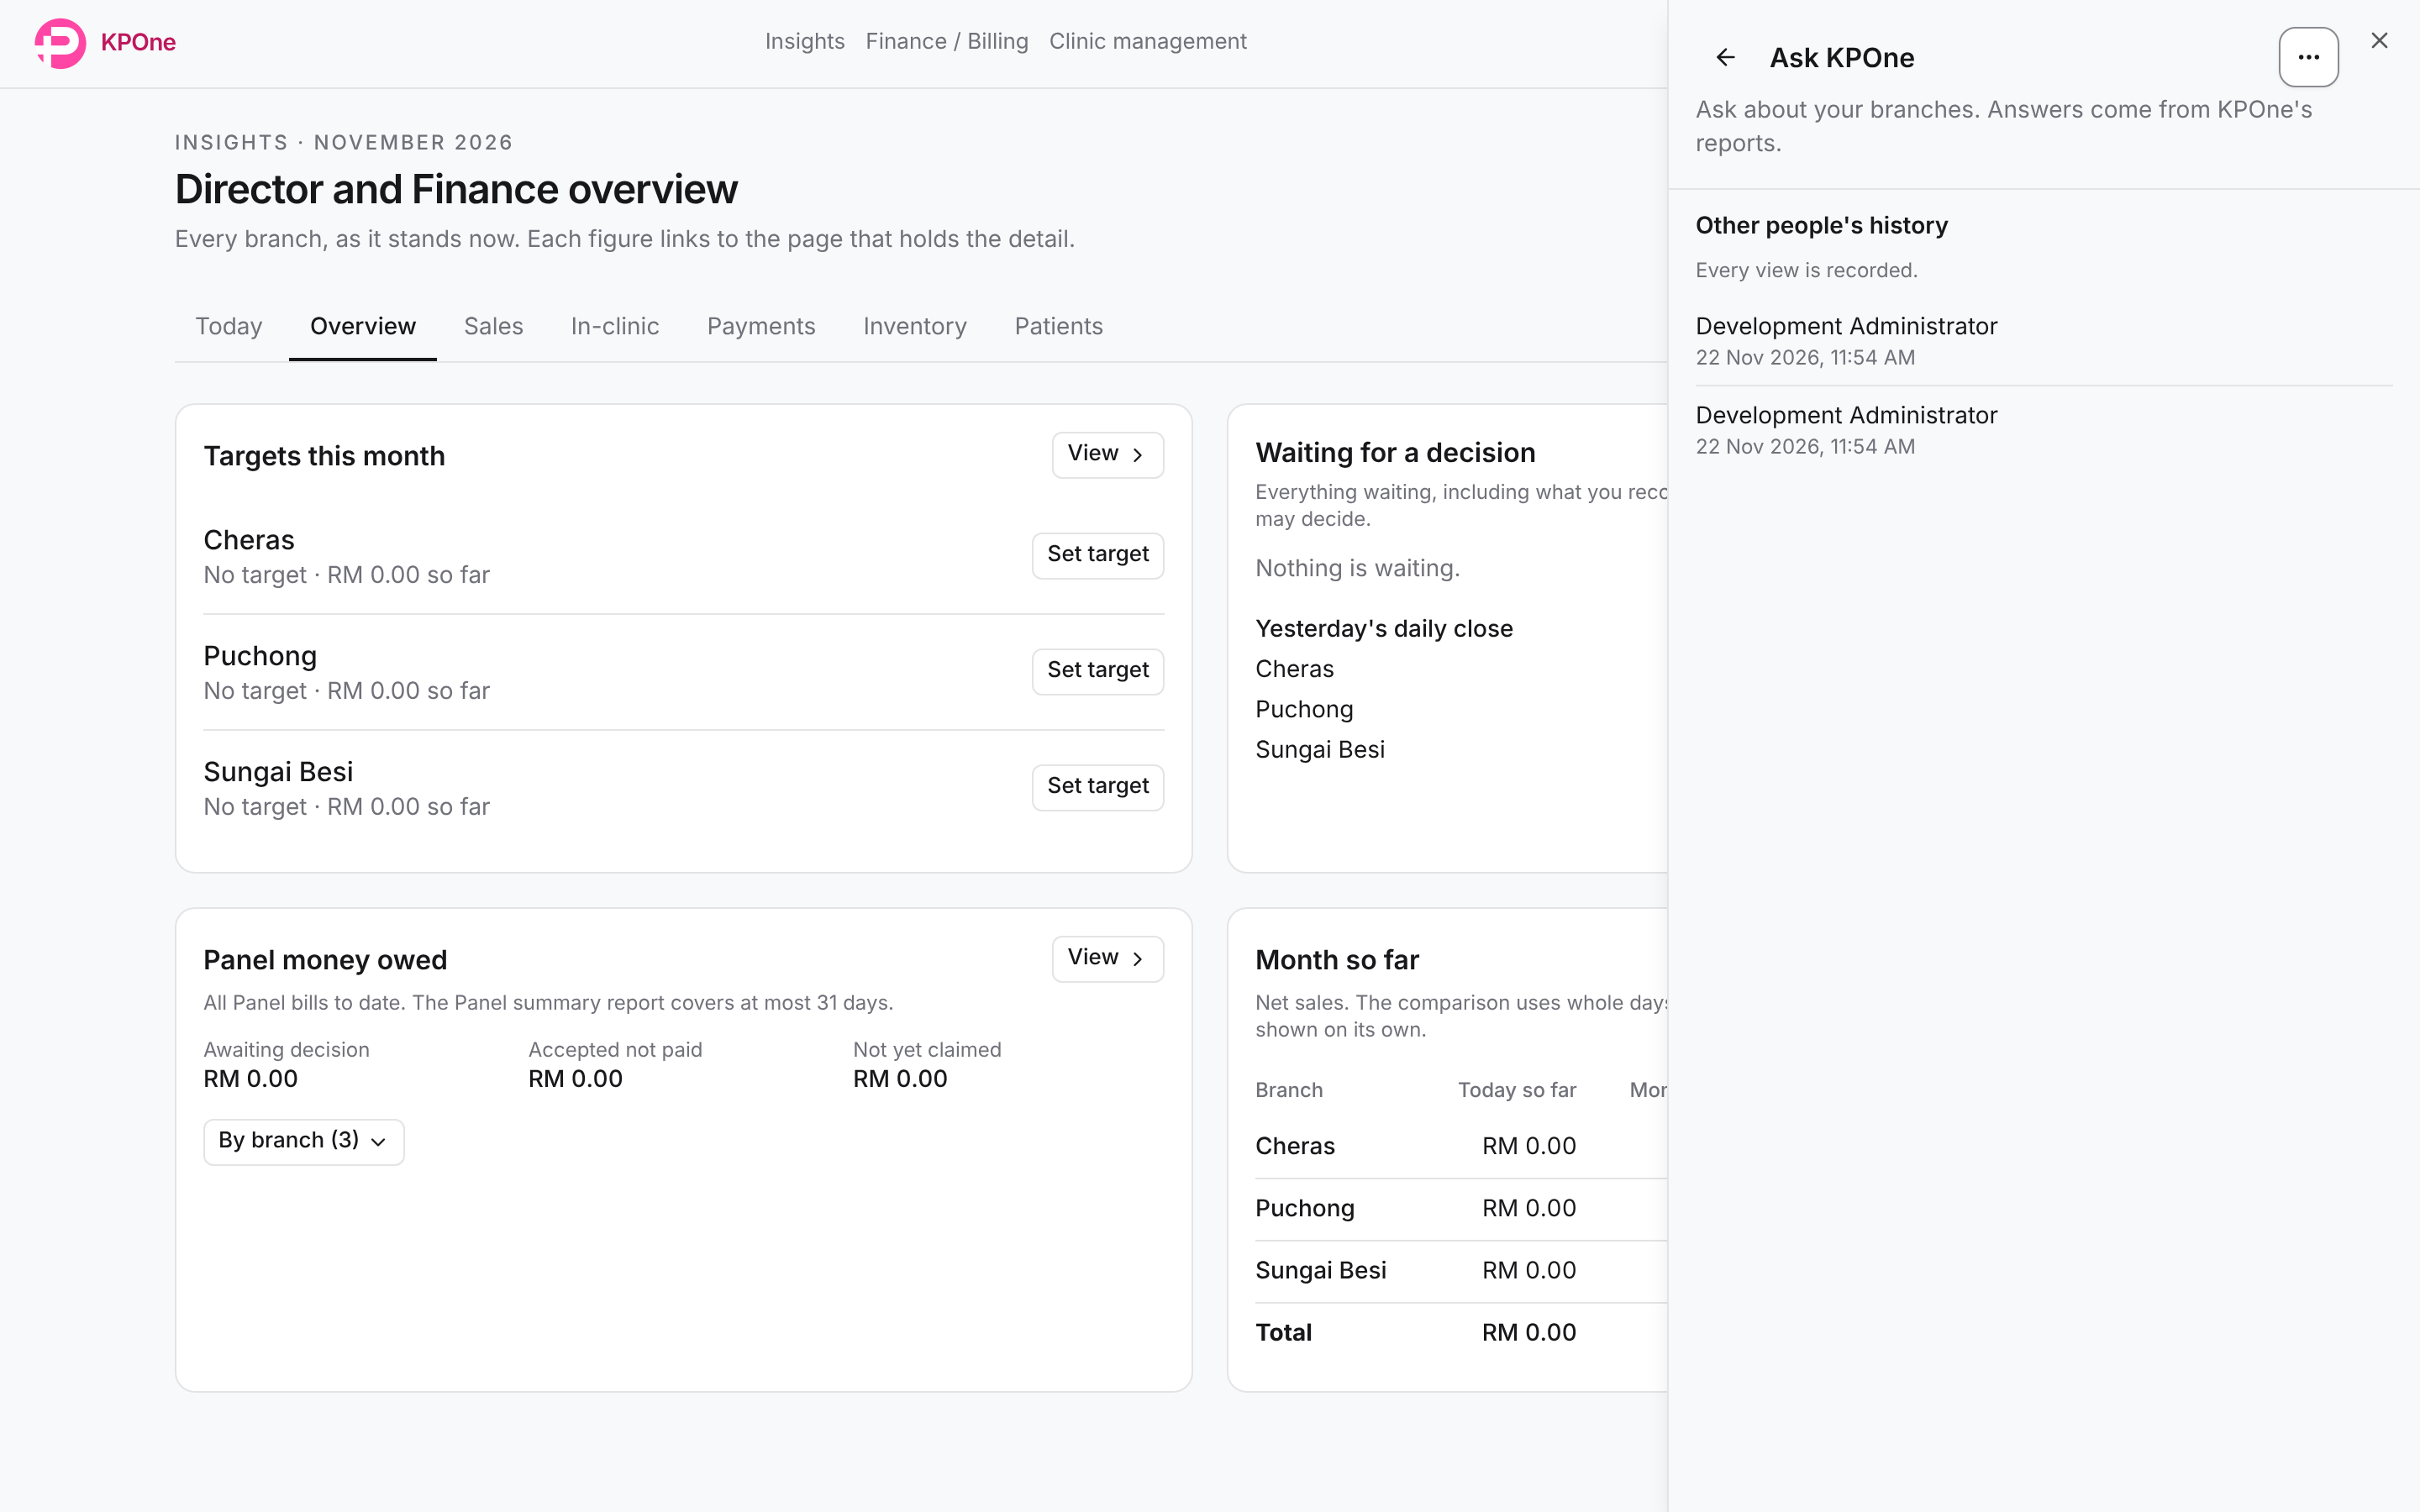 KPOne
Insights
Finance / Billing
Clinic management
INSIGHTS · NOVEMBER 2026
Director and Finance overview
Every branch, as it stands now. Each figure links to the page that holds the detail.
Today
Overview
Sales
In-clinic
Payments
Inventory
Patients
Targets this month
View
Cheras
No target · RM 0.00 so far
Set target
Puchong
No target · RM 0.00 so far
Set target
Sungai Besi
No target · RM 0.00 so far
Set target
Waiting for a decision
Everything waiting, including what you
may decide.
Nothing is waiting.
Yesterday's daily close
Cheras
Puchong
Sungai Besi
Panel money owed
View
All Panel bills to date. The Panel summary report covers at most 31 days.
Awaiting decision
RM 0.00
Accepted not paid
RM 0.00
Not yet claimed
RM 0.00
By branch (3)
Month so far
Net sales. The comparison uses whole days
shown on its own.
Branch
Today so far
Cheras
RM 0.00
Puchong
RM 0.00
Sungai Besi
RM 0.00
Total
RM 0.00
Ask KPOne
Ask about your branches. Answers come from KPOne's
reports.
Other people's history
Every view is recorded.
Development Administrator
22 Nov 2026, 11:54 AM
Development Administrator
22 Nov 2026, 11:54 AM